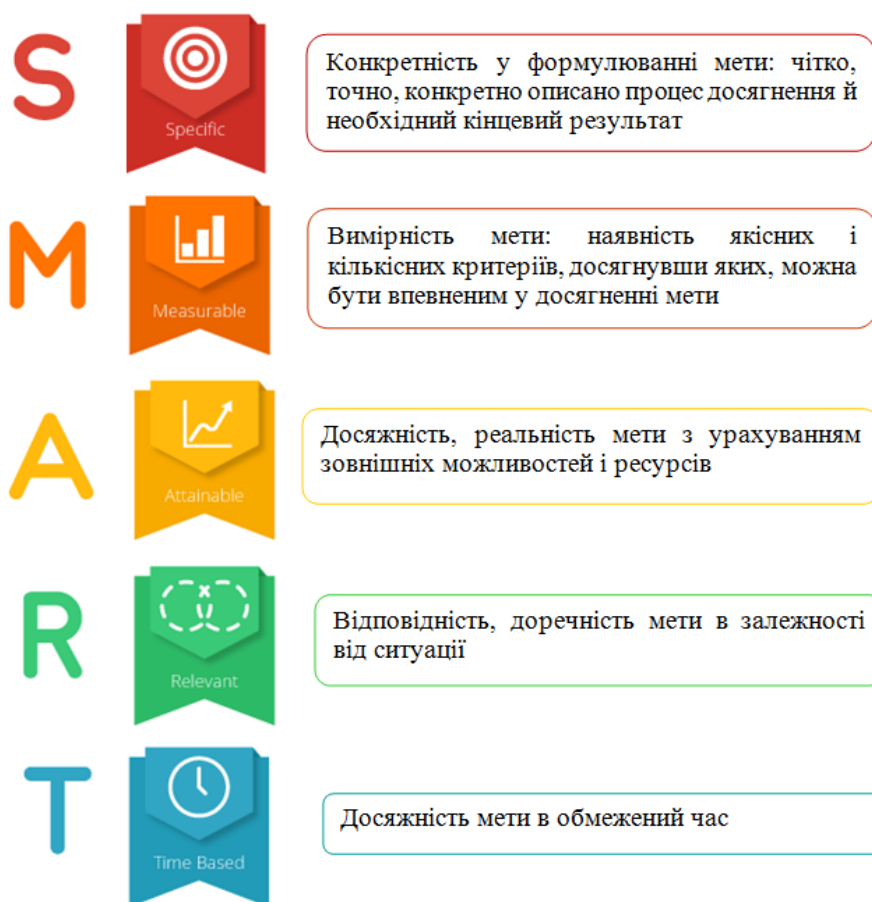 S
Specific
Конкретність у формулюванні мети: чітко,
точно, конкретно описано процес досягнення й
необхідний кінцевий результат
M
Measurable
Вимірність мети: наявність якісних і
кількісних критеріїв, досягнувши яких, можна
бути впевненим у досягненні мети
A
Attainable
Досяжність, реальність мети з урахуванням
зовнішніх можливостей і ресурсів
R
Relevant
Відповідність, доречність мети в залежності
від ситуації
T
Time Based
Досяжність мети в обмежений час